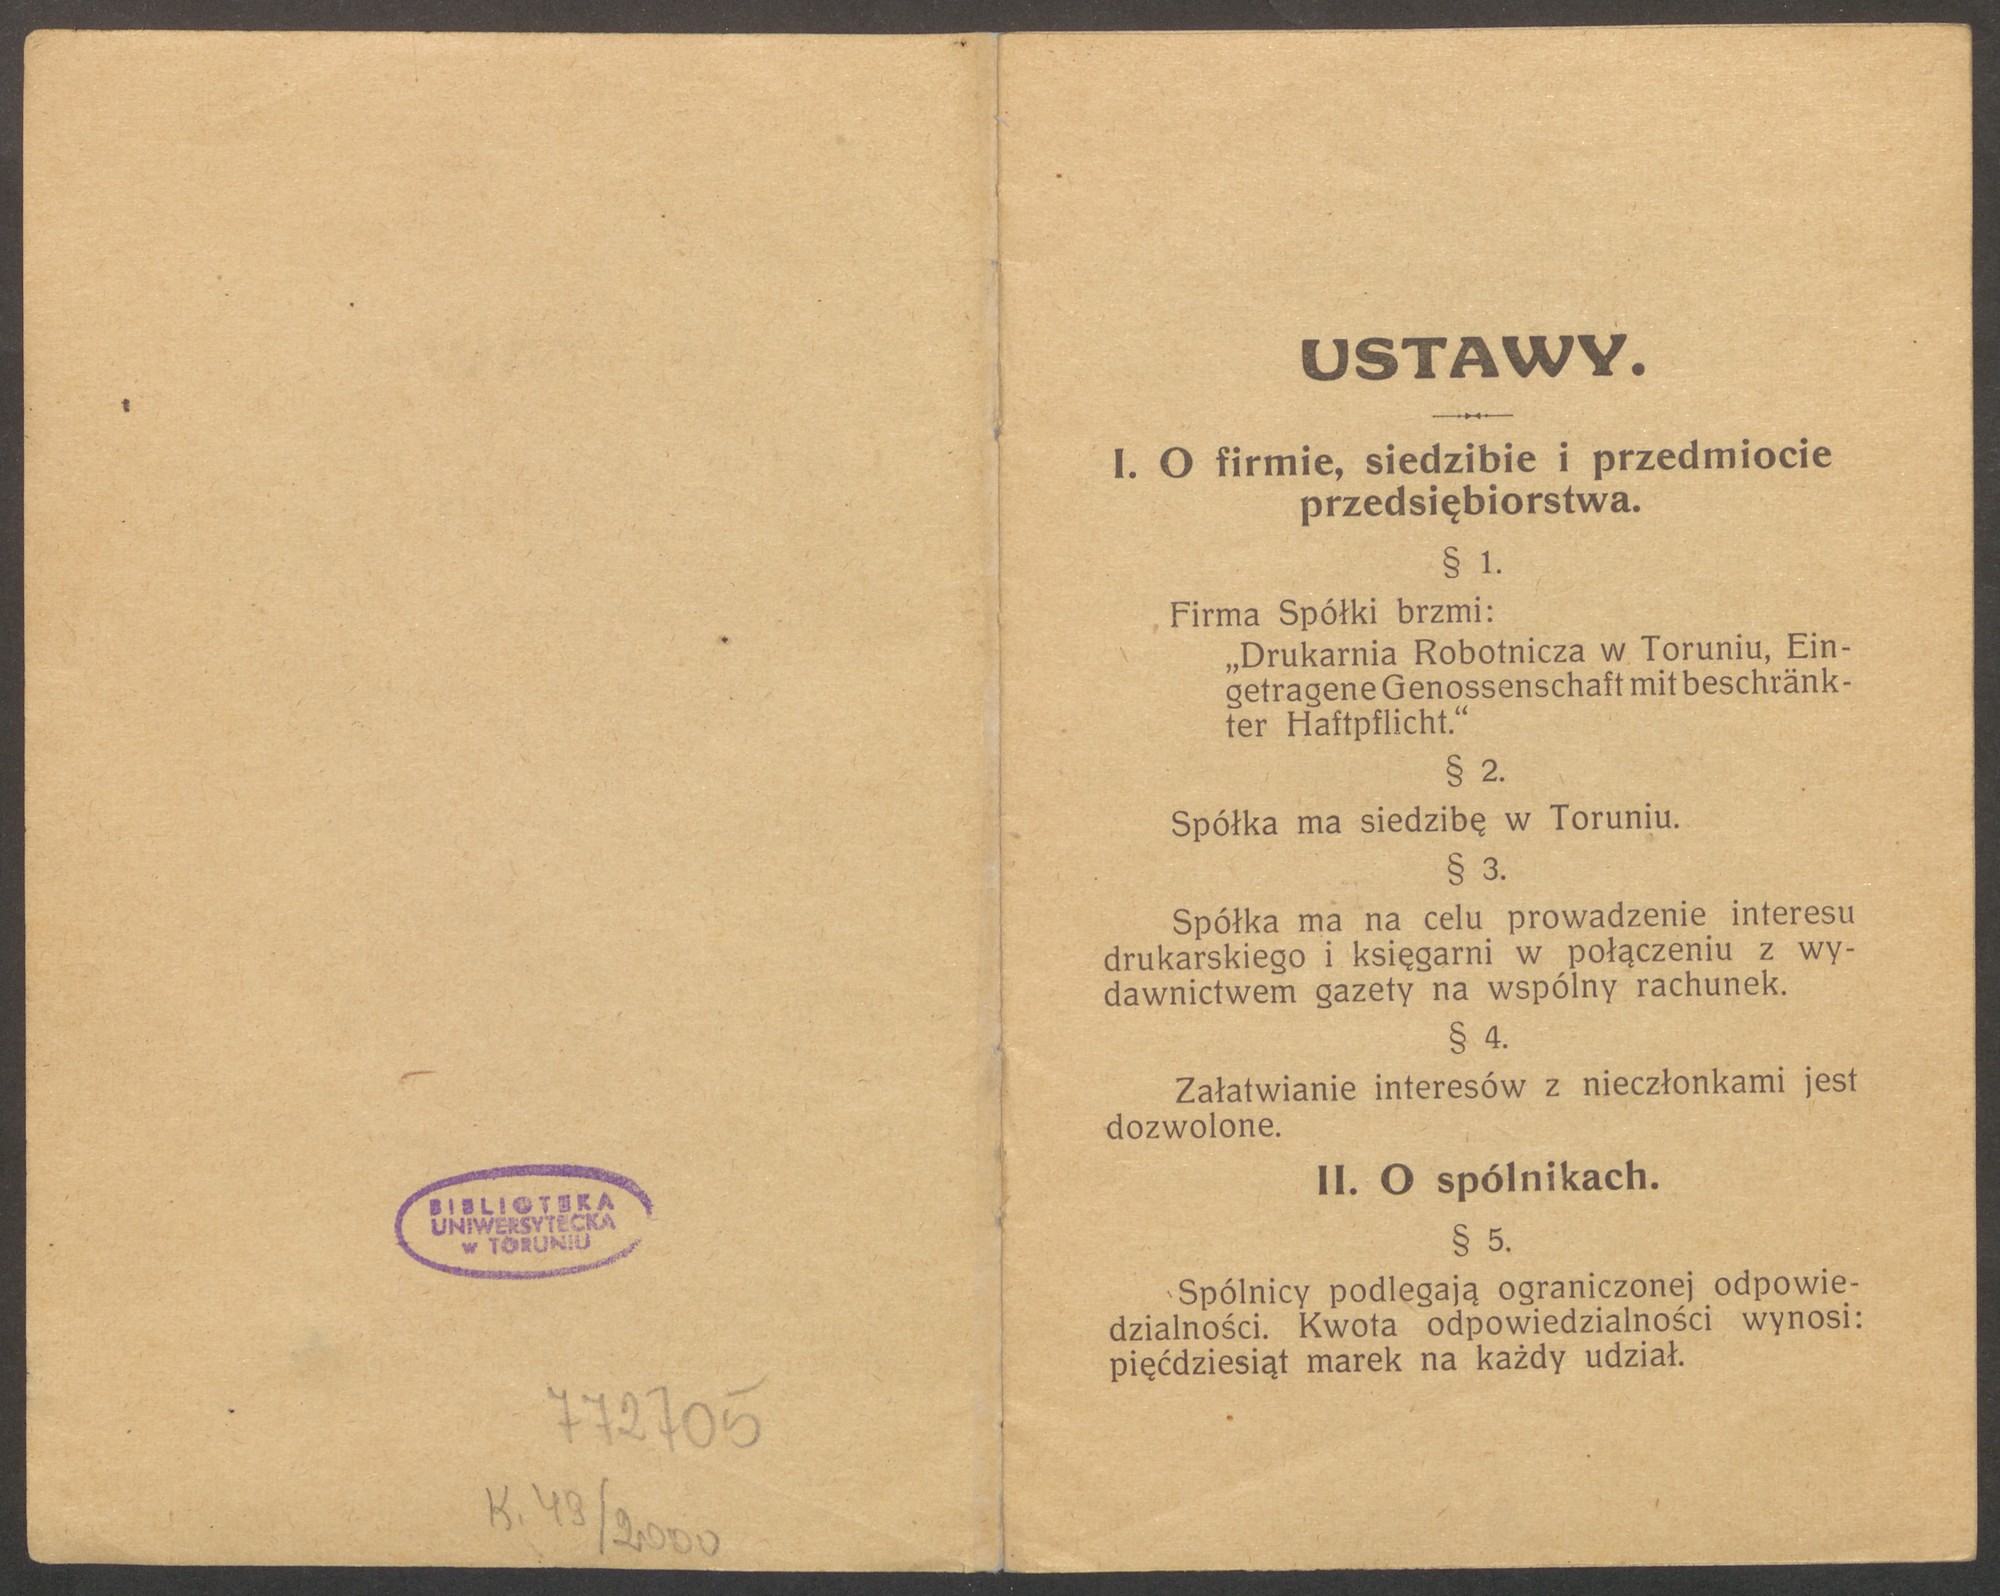 BIBLIOTEKA
UNIWERSYTECKA
w TORUNIU
772705
K. 43/2000
USTAWY.
I. O firmie, siedzibie i przedmiocie
przedsiębiorstwa.
§ 1.
Firma Spółki brzmi:
„Drukarnia Robotnicza w Toruniu, Ein-
getragene Genossenschaft mit beschränk-
ter Haftpflicht.“
§ 2.
Spółka ma siedzibę w Toruniu.
§ 3.
Spółka ma na celu prowadzenie interesu
drukarskiego i księgarni w połączeniu z wy-
dawnictwem gazety na wspólny rachunek.
§ 4.
Załatwianie interesów z nieczłonkami jest
dozwolone.
II. O spólnikach.
§ 5.
Spólnicy podlegają ograniczonej odpowie-
dzialności. Kwota odpowiedzialności wynosi:
pięćdziesiąt marek na każdy udział.